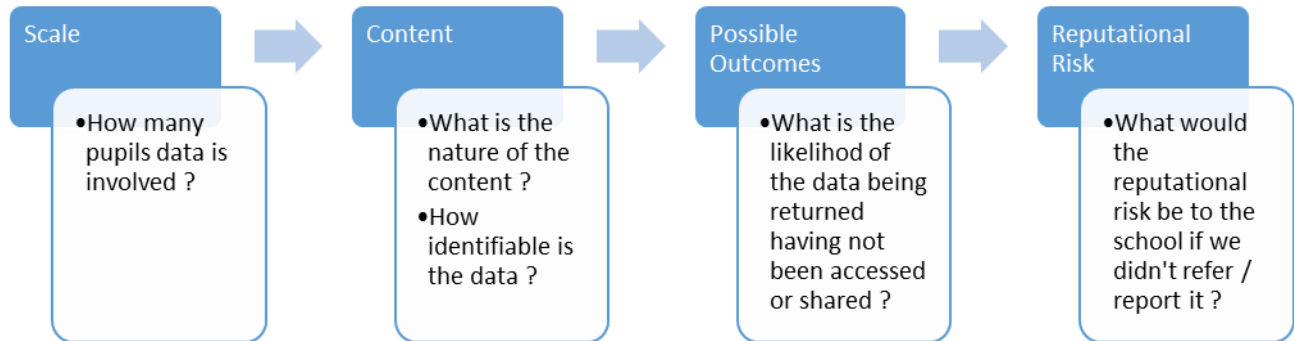 Scale
•How many
pupils data is
involved ?
Content
•What is the
nature of the
content ?
•How
identifiable is
the data ?
Possible
Outcomes
•What is the
likelihod of
the data being
returned
having not
been accessed
or shared ?
Reputational
Risk
•What would
the
reputational
risk be to the
school if we
didn't refer /
report it ?